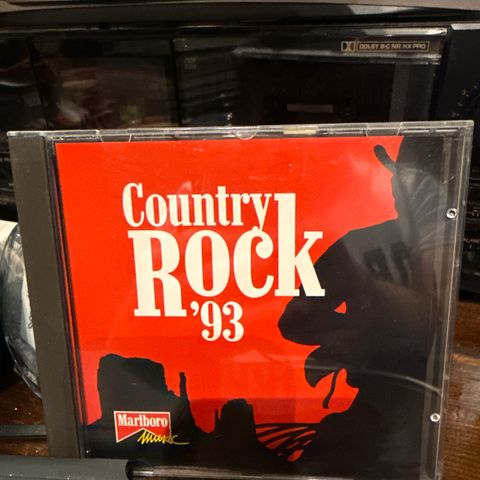 DOLBY B-C NR HX PRO
Country
Rock
'93
Marlboro
music